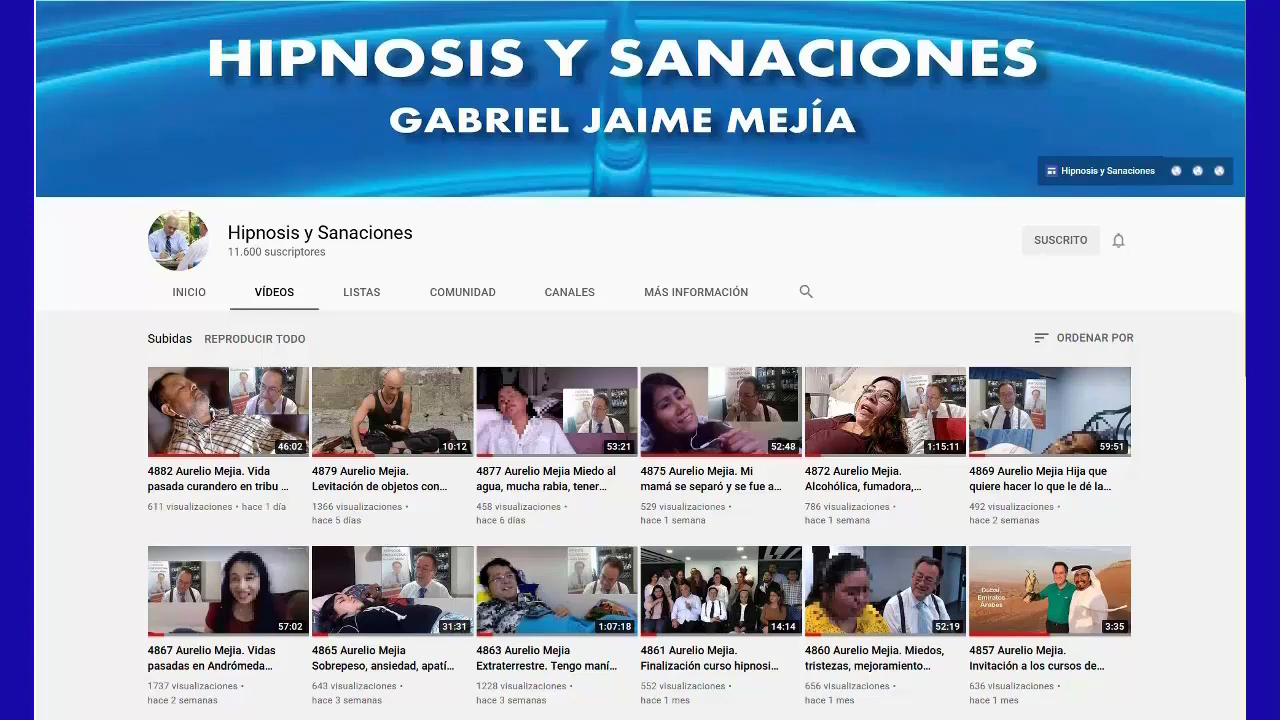 HIPNOSIS Y SANACIONES
GABRIEL JAIME MEJÍA
Hipnosis y Sanaciones
Hipnosis y Sanaciones
11.600 suscriptores
SUSCRITO
INICIO VÍDEOS LISTAS COMUNIDAD CANALES MÁS INFORMACIÓN
Subidas REPRODUCIR TODO ORDENAR POR
46:02
4882 Aurelio Mejia. Vida
pasada curandero en tribu ...
611 visualizaciones • hace 1 día
10:12
4879 Aurelio Mejia.
Levitación de objetos con...
1366 visualizaciones •
hace 5 días
53:21
4877 Aurelio Mejia Miedo al
agua, mucha rabia, tener...
458 visualizaciones •
hace 6 días
52:48
4875 Aurelio Mejia. Mi
mamá se separó y se fue a...
529 visualizaciones •
hace 1 semana
1:15:11
4872 Aurelio Mejia.
Alcohólica, fumadora,...
786 visualizaciones •
hace 1 semana
59:51
4869 Aurelio Mejia Hija que
quiere hacer lo que le dé la...
492 visualizaciones •
hace 2 semanas
57:02
4867 Aurelio Mejia. Vidas
pasadas en Andrómeda...
1737 visualizaciones •
hace 2 semanas
31:31
4865 Aurelio Mejia
Sobrepeso, ansiedad, apatí...
643 visualizaciones •
hace 3 semanas
1:07:18
4863 Aurelio Mejia
Extraterrestre. Tengo maní...
1228 visualizaciones •
hace 3 semanas
14:14
4861 Aurelio Mejia.
Finalización curso hipnosi...
552 visualizaciones •
hace 1 mes
52:19
4860 Aurelio Mejia. Miedos,
tristezas, mejoramiento...
656 visualizaciones •
hace 1 mes
Dubai,
Emiratos
Árabes
3:35
4857 Aurelio Mejia.
Invitación a los cursos de...
636 visualizaciones •
hace 1 mes